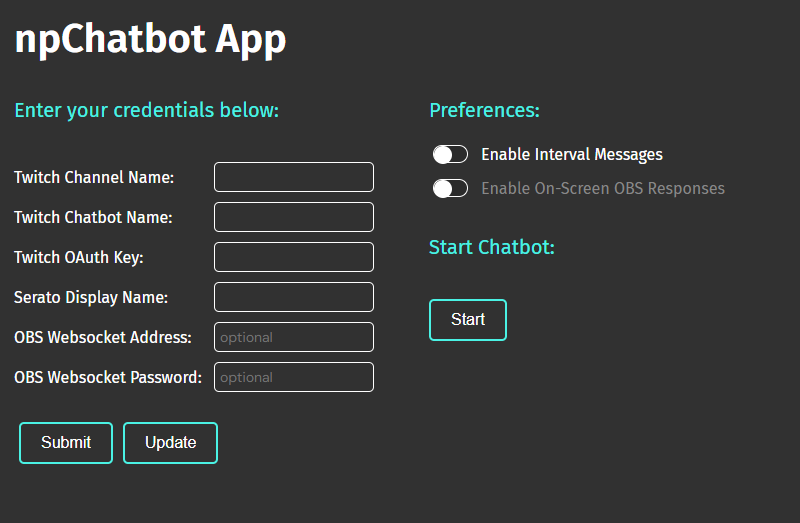 npChatbot App
Enter your credentials below:
Twitch Channel Name:
Twitch Chatbot Name:
Twitch OAuth Key:
Serato Display Name:
OBS Websocket Address: optional
OBS Websocket Password: optional
Submit Update
Preferences:
Enable Interval Messages
Enable On-Screen OBS Responses
Start Chatbot:
Start